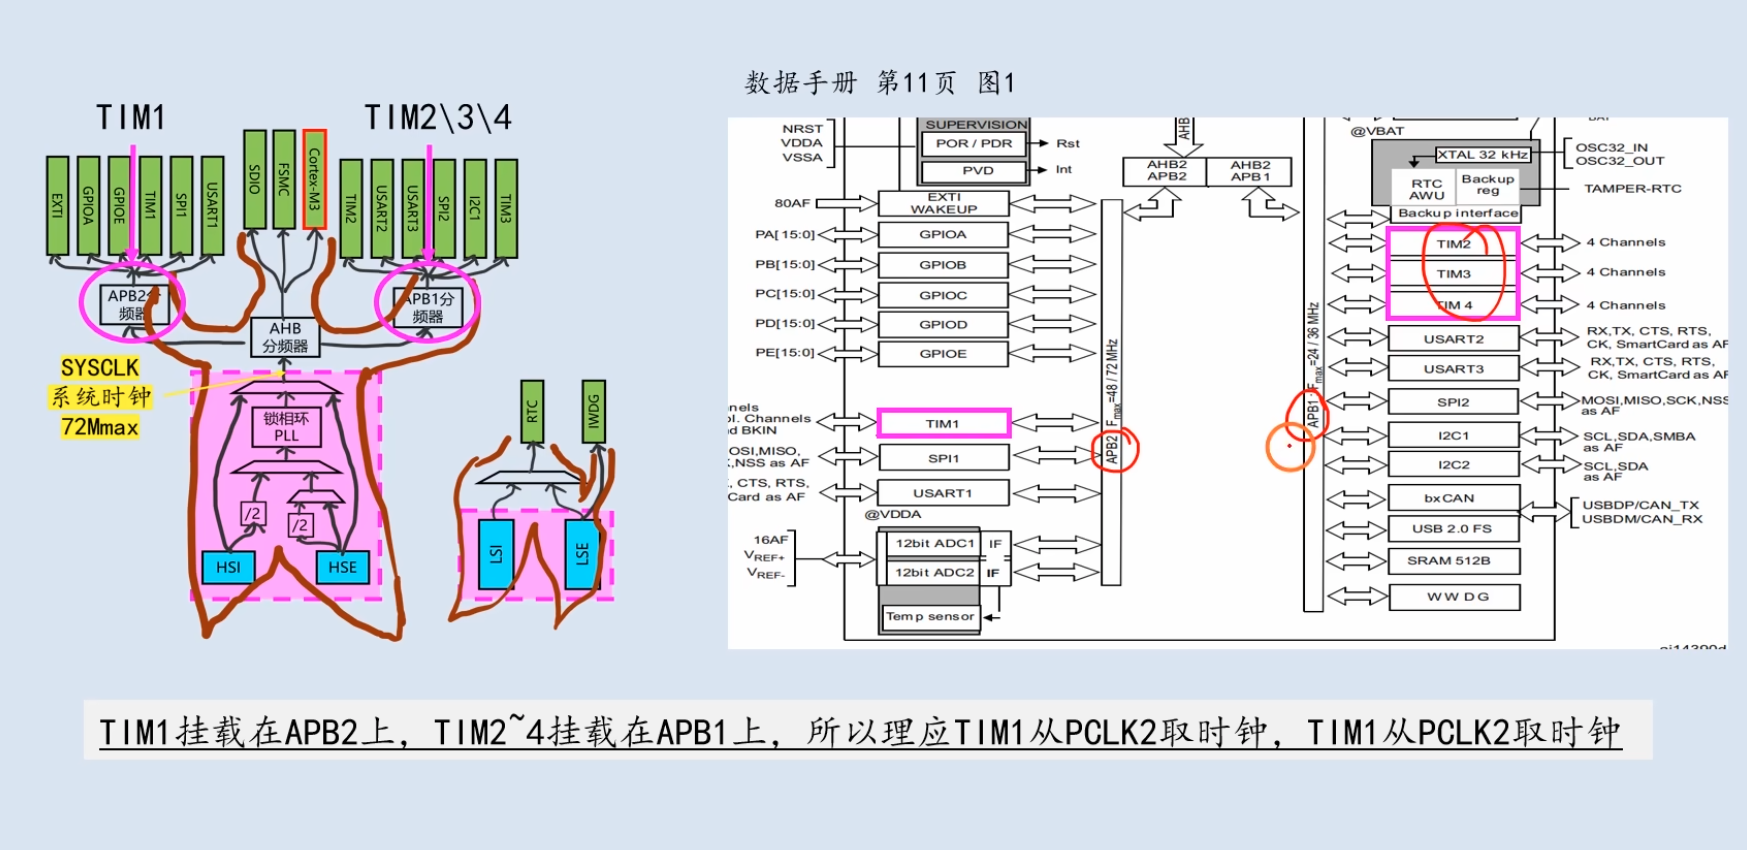 数据手册 第11页 图1
TIM1
TIM2\3\4
EXTI
GPIOA
GPIOE
TIM1
SPI1
USART1
SDIO
FSMC
Cortex-M3
TIM2
USART2
USART3
SPI2
I2C1
TIM3
APB2分
频器
APB1分
频器
AHB
分频器
SYSCLK
系统时钟
72Mmax
锁相环
PLL
/2
/2
HSI
HSE
RTC
IWDG
LSI
LSE
NRST
VDDA
VSSA
SUPERVISION
POR / PDR
Rst
PVD
Int
AHB
AHB2
APB2
AHB2
APB1
@VBAT
XTAL 32 kHz
OSC32_IN
OSC32_OUT
RTC
AWU
Backup
reg
TAMPER-RTC
Backup interface
80AF
EXTI
WAKEUP
PA[15:0]
GPIOA
PB[15:0]
GPIOB
PC[15:0]
GPIOC
PD[15:0]
GPIOD
PE[15:0]
GPIOE
nels
ol. Channels
nd BKIN
TIM1
OSI,MISO,
K,NSS as AF
SPI1
, CTS, RTS,
Card as AF
USART1
@VDDA
16AF
VREF+
VREF-
12bit ADC1
IF
12bit ADC2
IF
Temp sensor
APB2 Fmax=48 / 72 MHz
APB1 Fmax=24 / 36 MHz
TIM2
4 Channels
TIM3
4 Channels
TIM 4
4 Channels
USART2
RX,TX, CTS, RTS,
CK, SmartCard as AF
USART3
RX,TX, CTS, RTS,
CK, SmartCard as AF
SPI2
MOSI,MISO,SCK,NSS
as AF
I2C1
SCL,SDA,SMBA
as AF
I2C2
SCL,SDA
as AF
bxCAN
USBDP/CAN_TX
USBDM/CAN_RX
USB 2.0 FS
SRAM 512B
WWDG
TIM1挂载在APB2上，TIM2~4挂载在APB1上，所以理应TIM1从PCLK2取时钟，TIM1从PCLK2取时钟